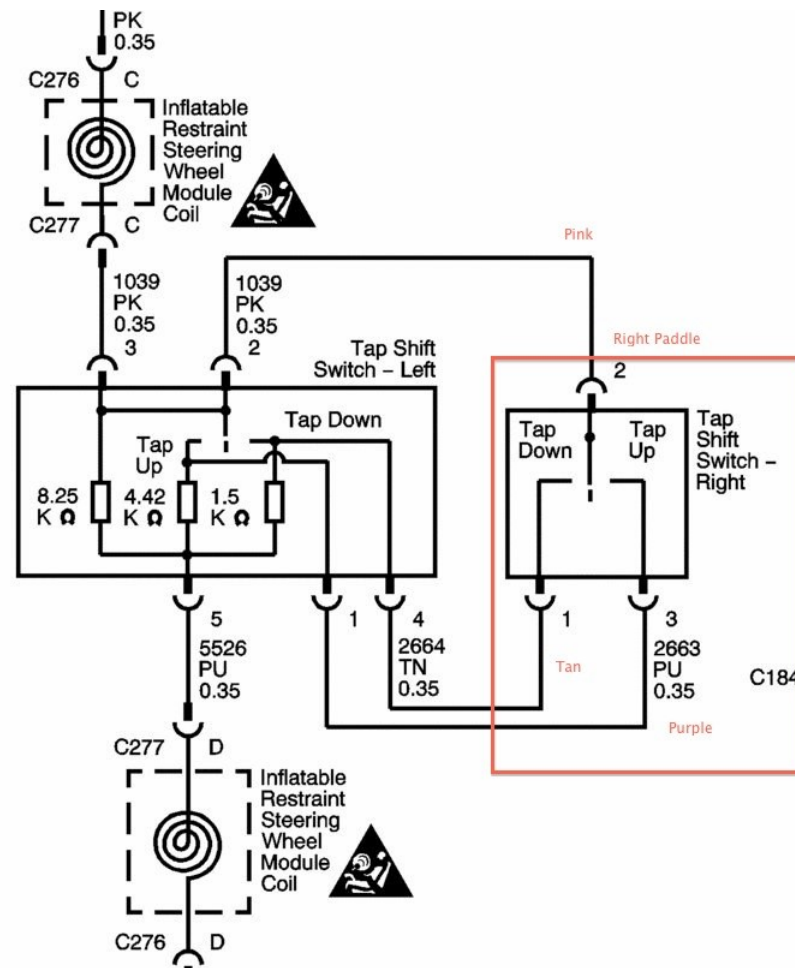 PK
0.35
C276
C
Inflatable
Restraint
Steering
Wheel
Module
Coil
C277
C
Pink
1039
PK
0.35
3
1039
PK
0.35
2
Tap Shift
Switch – Left
Right Paddle
2
Tap Down
Tap
Up
8.25
K Ω
4.42
K Ω
1.5
K Ω
Tap
Down
Tap
Up
Tap
Shift
Switch –
Right
5
1
4
1
3
5526
PU
0.35
2664
TN
0.35
Tan
2663
PU
0.35
C184
Purple
C277
D
Inflatable
Restraint
Steering
Wheel
Module
Coil
C276
D